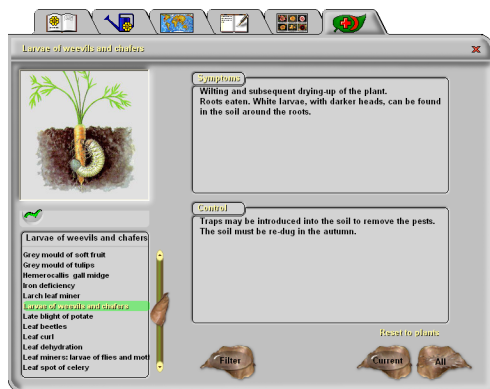 Larvae of weevils and chafers
Symptoms
Wilting and subsequent drying-up of the plant.
Roots eaten. White larvae, with darker heads, can be found
in the soil around the roots.
Control
Traps may be introduced into the soil to remove the pests.
The soil must be re-dug in the autumn.
Larvae of weevils and chafers
Grey mould of soft fruit
Grey mould of tulips
Hemerocallis gall midge
Iron deficiency
Larch leaf miner
Larvae of weevils and chafers
Late blight of potate
Leaf beetles
Leaf curl
Leaf dehydration
Leaf miners: larvae of flies and mot
Leaf spot of celery
Reset to plants
Filter
Current
All